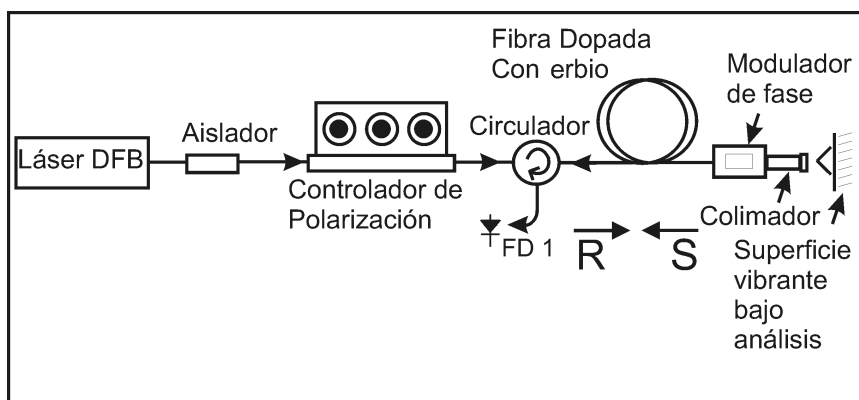 Láser DFB
Aislador
Controlador de
Polarización
Circulador
FD 1
Fibra Dopada
Con erbio
R
S
Modulador
de fase
Colimador
Superficie
vibrante
bajo
análisis